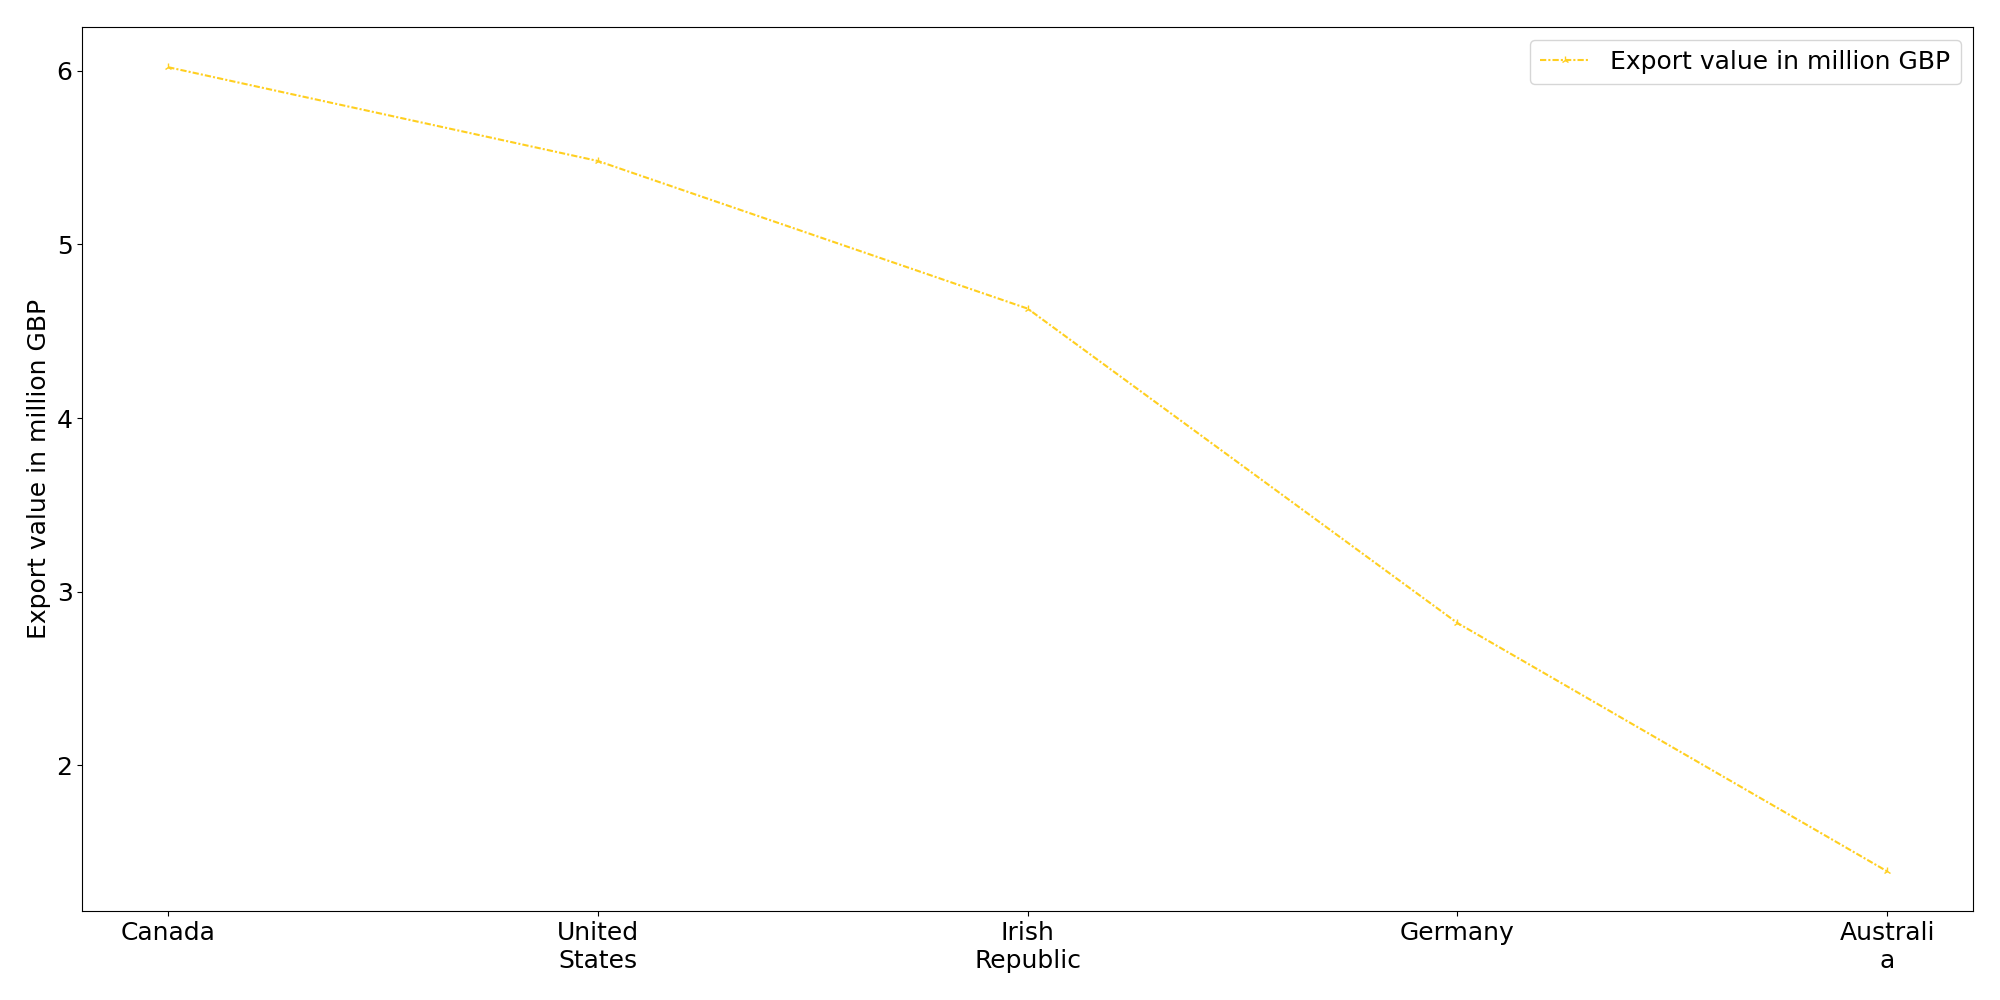 Export value in million GBP
6
5
4
3
2
Export value in million GBP
Canada
United
States
Irish
Republic
Germany
Australi
a